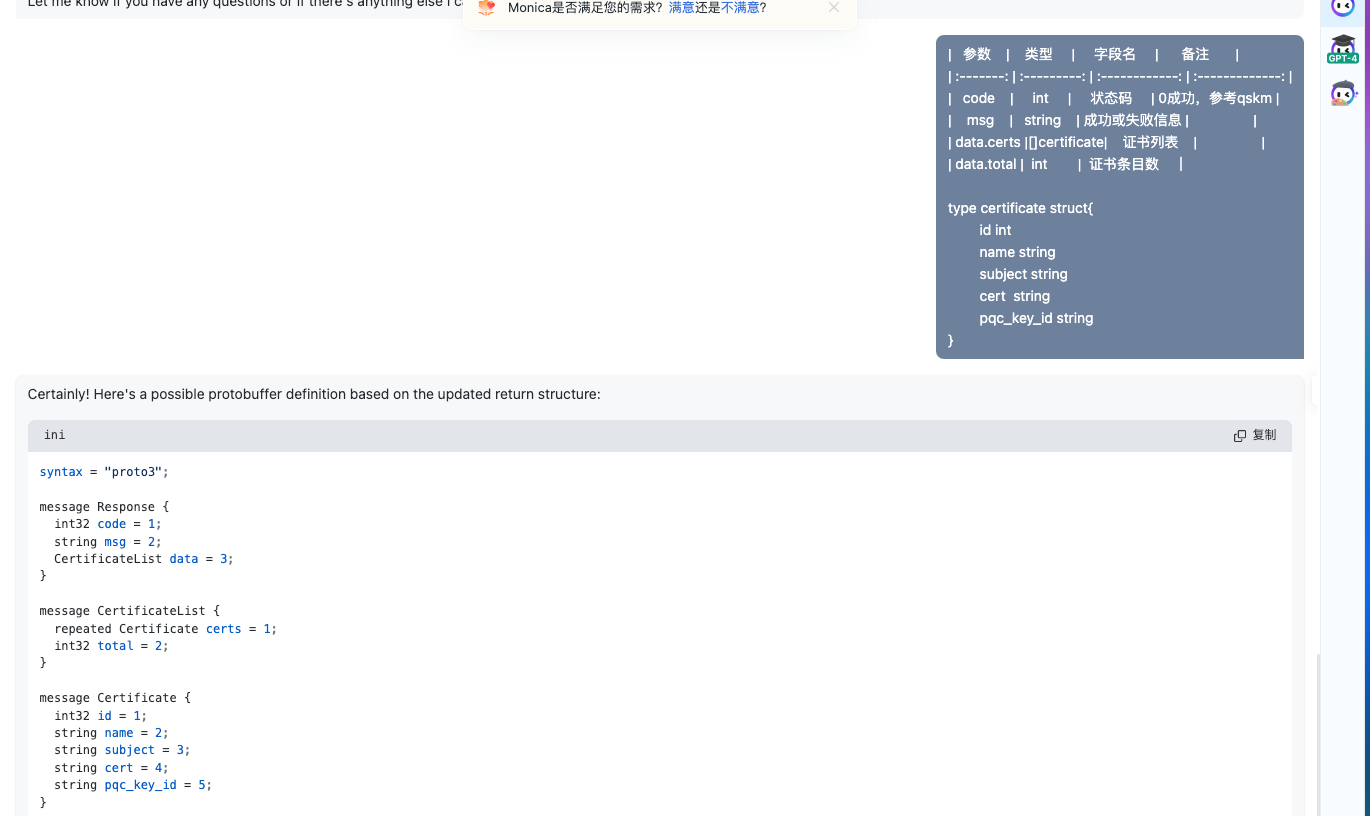 Let me know if you have any questions or if there's anything else I ca
Monica是否满足您的需求？满意还是不满意?
GPT-4
| 参数 | 类型 | 字段名 | 备注 |
| :-------: | :---------: | :------------: | :-------------: |
| code | int | 状态码 | 0成功，参考qskm |
| msg | string | 成功或失败信息 | |
| data.certs |[]certificate| 证书列表 | |
| data.total | int | 证书条目数 |
type certificate struct{
id int
name string
subject string
cert string
pqc_key_id string
}
Certainly! Here's a possible protobuffer definition based on the updated return structure:
ini
复制
syntax = "proto3";
message Response {
int32 code = 1;
string msg = 2;
CertificateList data = 3;
}
message CertificateList {
repeated Certificate certs = 1;
int32 total = 2;
}
message Certificate {
int32 id = 1;
string name = 2;
string subject = 3;
string cert = 4;
string pqc_key_id = 5;
}